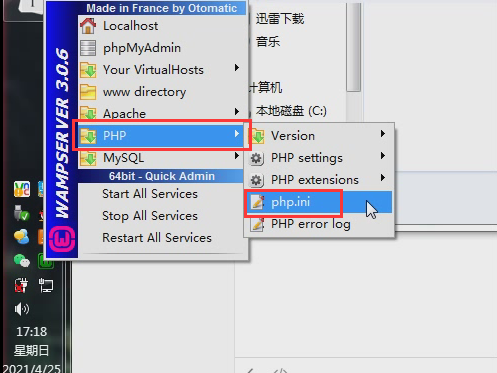 Made in France by Otomatic
Localhost
phpMyAdmin
Your VirtualHosts
www directory
Apache
PHP
MySQL
64bit - Quick Admin
Start All Services
Stop All Services
Restart All Services
WAMPSERVER 3.0.6
Version
PHP settings
PHP extensions
php.ini
PHP error log
迅雷下载
音乐
计算机
本地磁盘 (C:)
17:18
星期日
2021/4/25